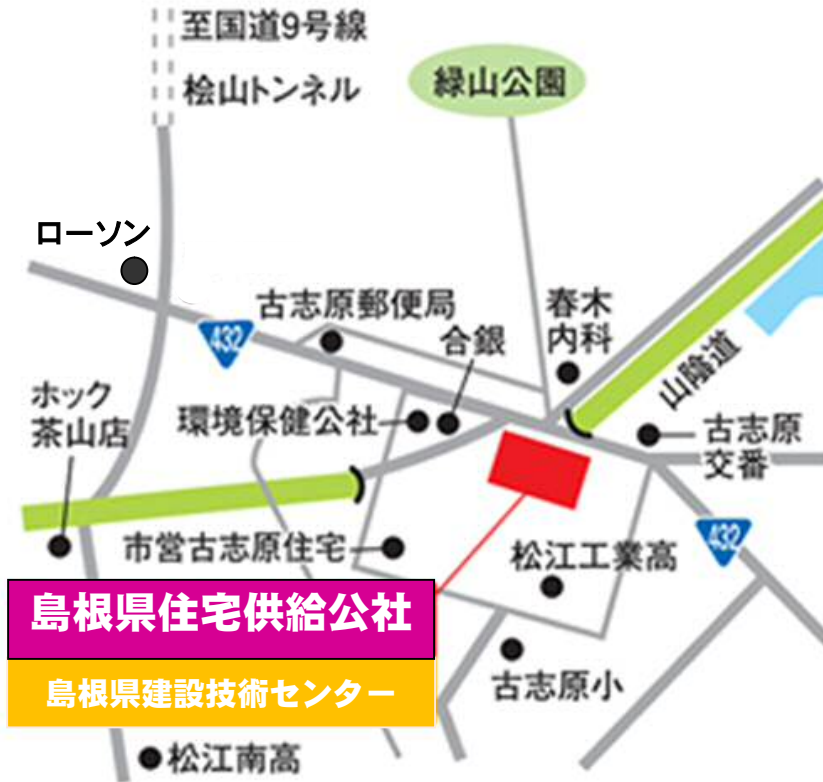 至国道9号線
桧山トンネル
緑山公園
ローソン
古志原郵便局
春木
内科
432
合銀
山陰道
ホック
茶山店
環境保健公社
古志原
交番
432
市営古志原住宅
松江工業高
島根県住宅供給公社
島根県建設技術センター
古志原小
松江南高